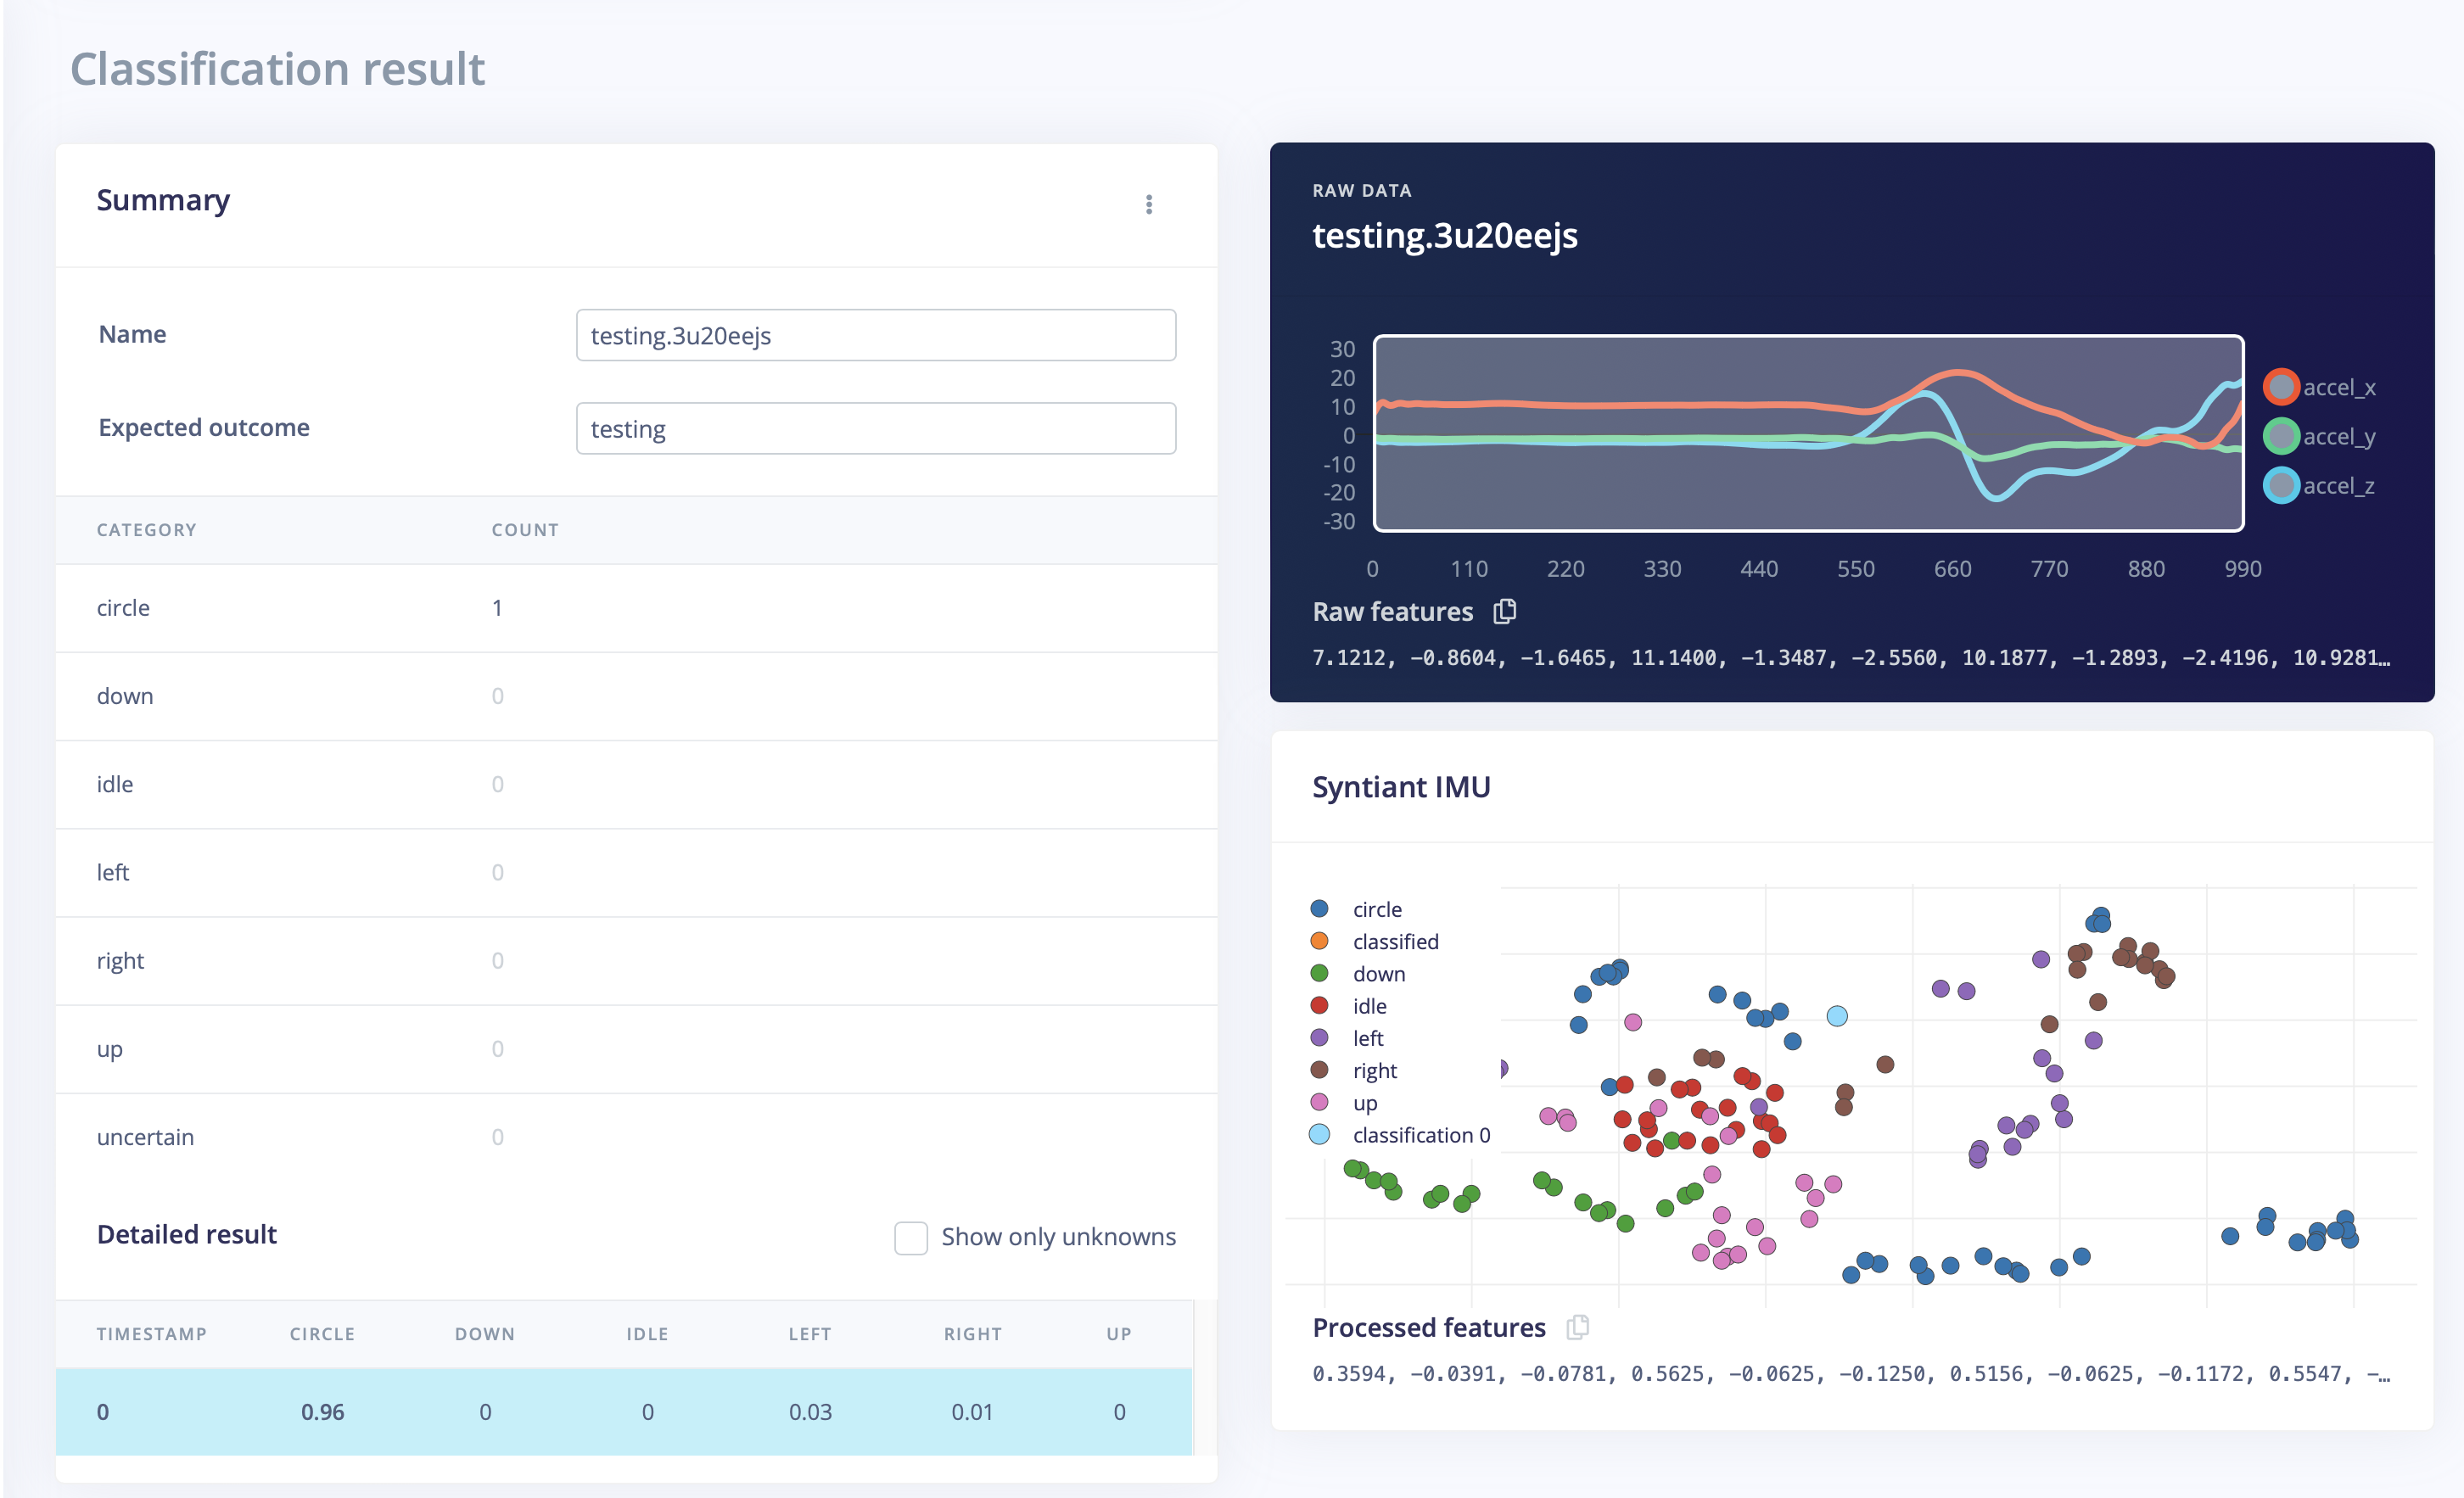 Classification result
Summary
Name
testing.3u20eejs
Expected outcome
testing
CATEGORY COUNT
circle 1
down 0
idle 0
left 0
right 0
up 0
uncertain 0
Detailed result
Show only unknowns
TIMESTAMP CIRCLE DOWN IDLE LEFT RIGHT UP
0 0.96 0 0 0.03 0.01 0
RAW DATA
testing.3u20eejs
30
20
10
0
-10
-20
-30
0 110 220 330 440 550 660 770 880 990
accel_x
accel_y
accel_z
Raw features
7.1212, -0.8604, -1.6465, 11.1400, -1.3487, -2.5560, 10.1877, -1.2893, -2.4196, 10.9281…
Syntiant IMU
circle
classified
down
idle
left
right
up
classification 0
Processed features
0.3594, -0.0391, -0.0781, 0.5625, -0.0625, -0.1250, 0.5156, -0.0625, -0.1172, 0.5547, -…